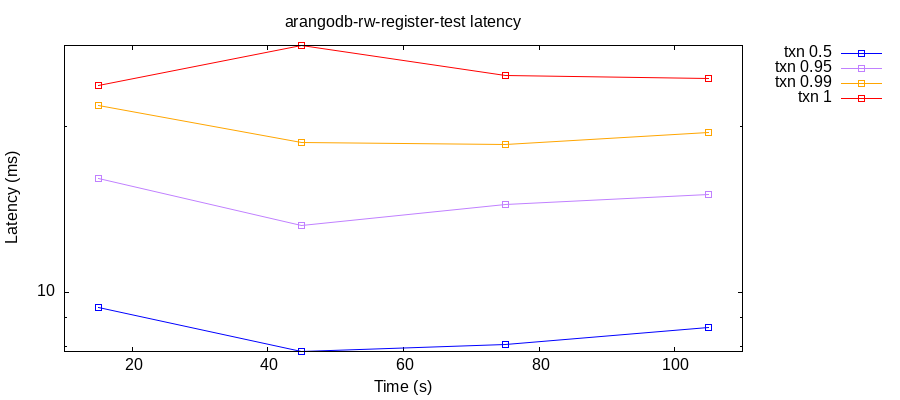 arangodb-rw-register-test latency
txn 0.5
txn 0.95
txn 0.99
txn 1
Latency (ms)
10
20
40
60
80
100
Time (s)